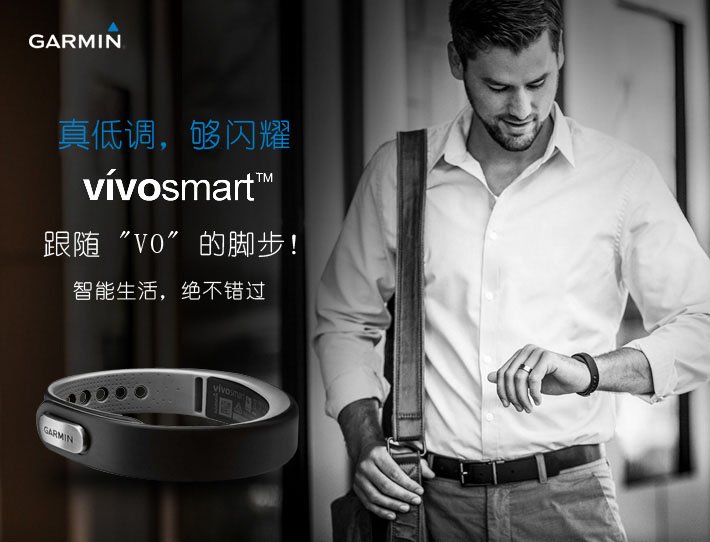 GARMIN
真低调，够闪耀
vívosmart™
跟随 "VO" 的脚步!
智能生活，绝不错过
vívosmart
GARMIN